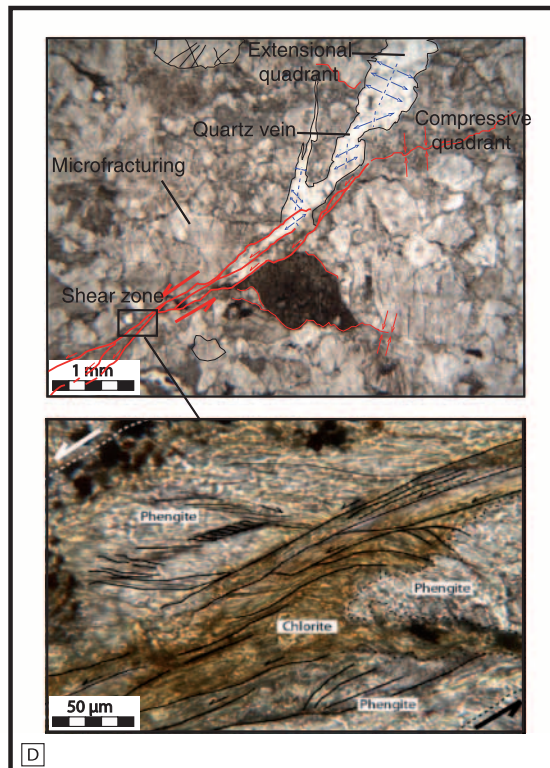 Extensional
quadrant
Compressive
quadrant
Quartz vein
Microfracturing
Shear zone
1 mm
Phengite
Phengite
Chlorite
Phengite
50 µm
D